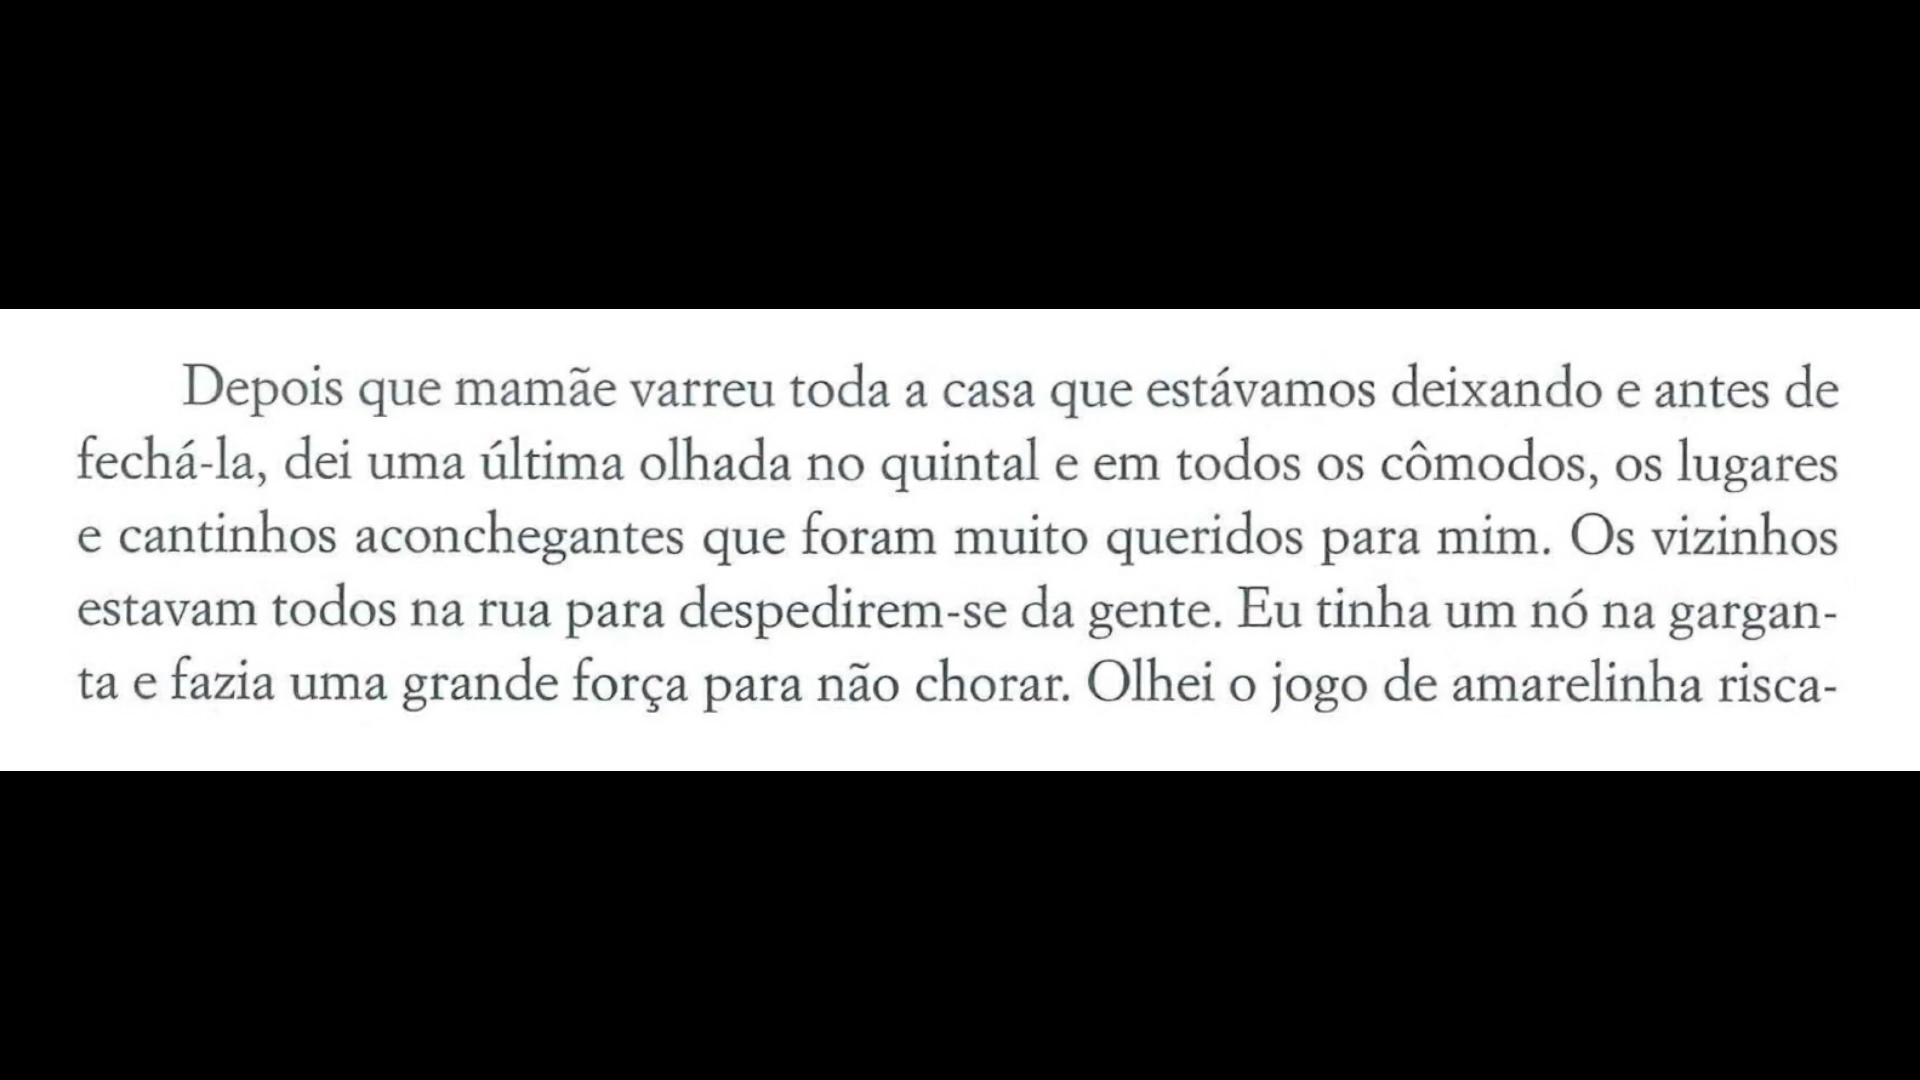 Depois que mamãe varreu toda a casa que estávamos deixando e antes de
fechá-la, dei uma última olhada no quintal e em todos os cômodos, os lugares
e cantinhos aconchegantes que foram muito queridos para mim. Os vizinhos
estavam todos na rua para despedirem-se da gente. Eu tinha um nó na gargan-
ta e fazia uma grande força para não chorar. Olhei o jogo de amarelinha risca-